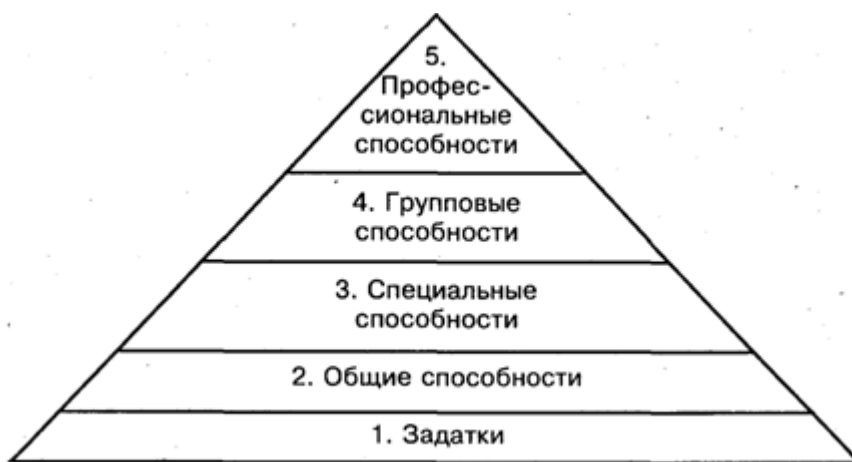 5.
Профес-
сиональные
способности
4. Групповые
способности
3. Специальные
способности
2. Общие способности
1. Задатки